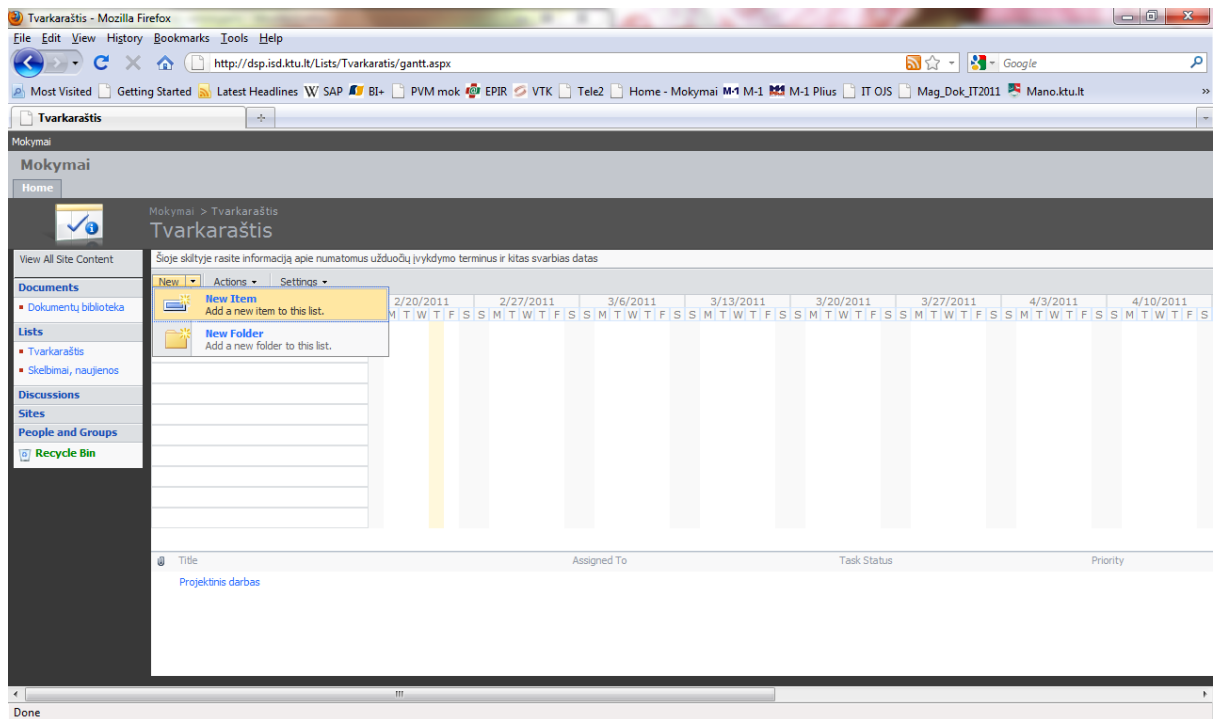 Tvarkaraštis - Mozilla Firefox
File Edit View History Bookmarks Tools Help
http://dsp.isd.ktu.lt/Lists/Tvarkaratis/gantt.aspx
Google
Most Visited Getting Started Latest Headlines W SAP BI+ PVM mok EPIR VTK Tele2 Home - Mokymai M-1 M-1 M-1 Plius IT OJS Mag_Dok_IT2011 Mano.ktu.lt »
Tvarkaraštis
Mokymai
Mokymai
Home
Mokymai > Tvarkaraštis
Tvarkaraštis
View All Site Content
Šioje skiltyje rasite informaciją apie numatomus užduočių įvykdymo terminus ir kitas svarbias datas
New Actions Settings
Documents
Dokumentų biblioteka
Lists
Tvarkaraštis
Skelbimai, naujienos
Discussions
Sites
People and Groups
Recycle Bin
New Item
Add a new item to this list.
New Folder
Add a new folder to this list.
2/20/2011 2/27/2011 3/6/2011 3/13/2011 3/20/2011 3/27/2011 4/3/2011 4/10/2011
M T W T F S S M T W T F S S M T W T F S S M T W T F S S M T W T F S S M T W T F S S M T W T F S S M T W T F S
Title Assigned To Task Status Priority
Projektinis darbas
Done